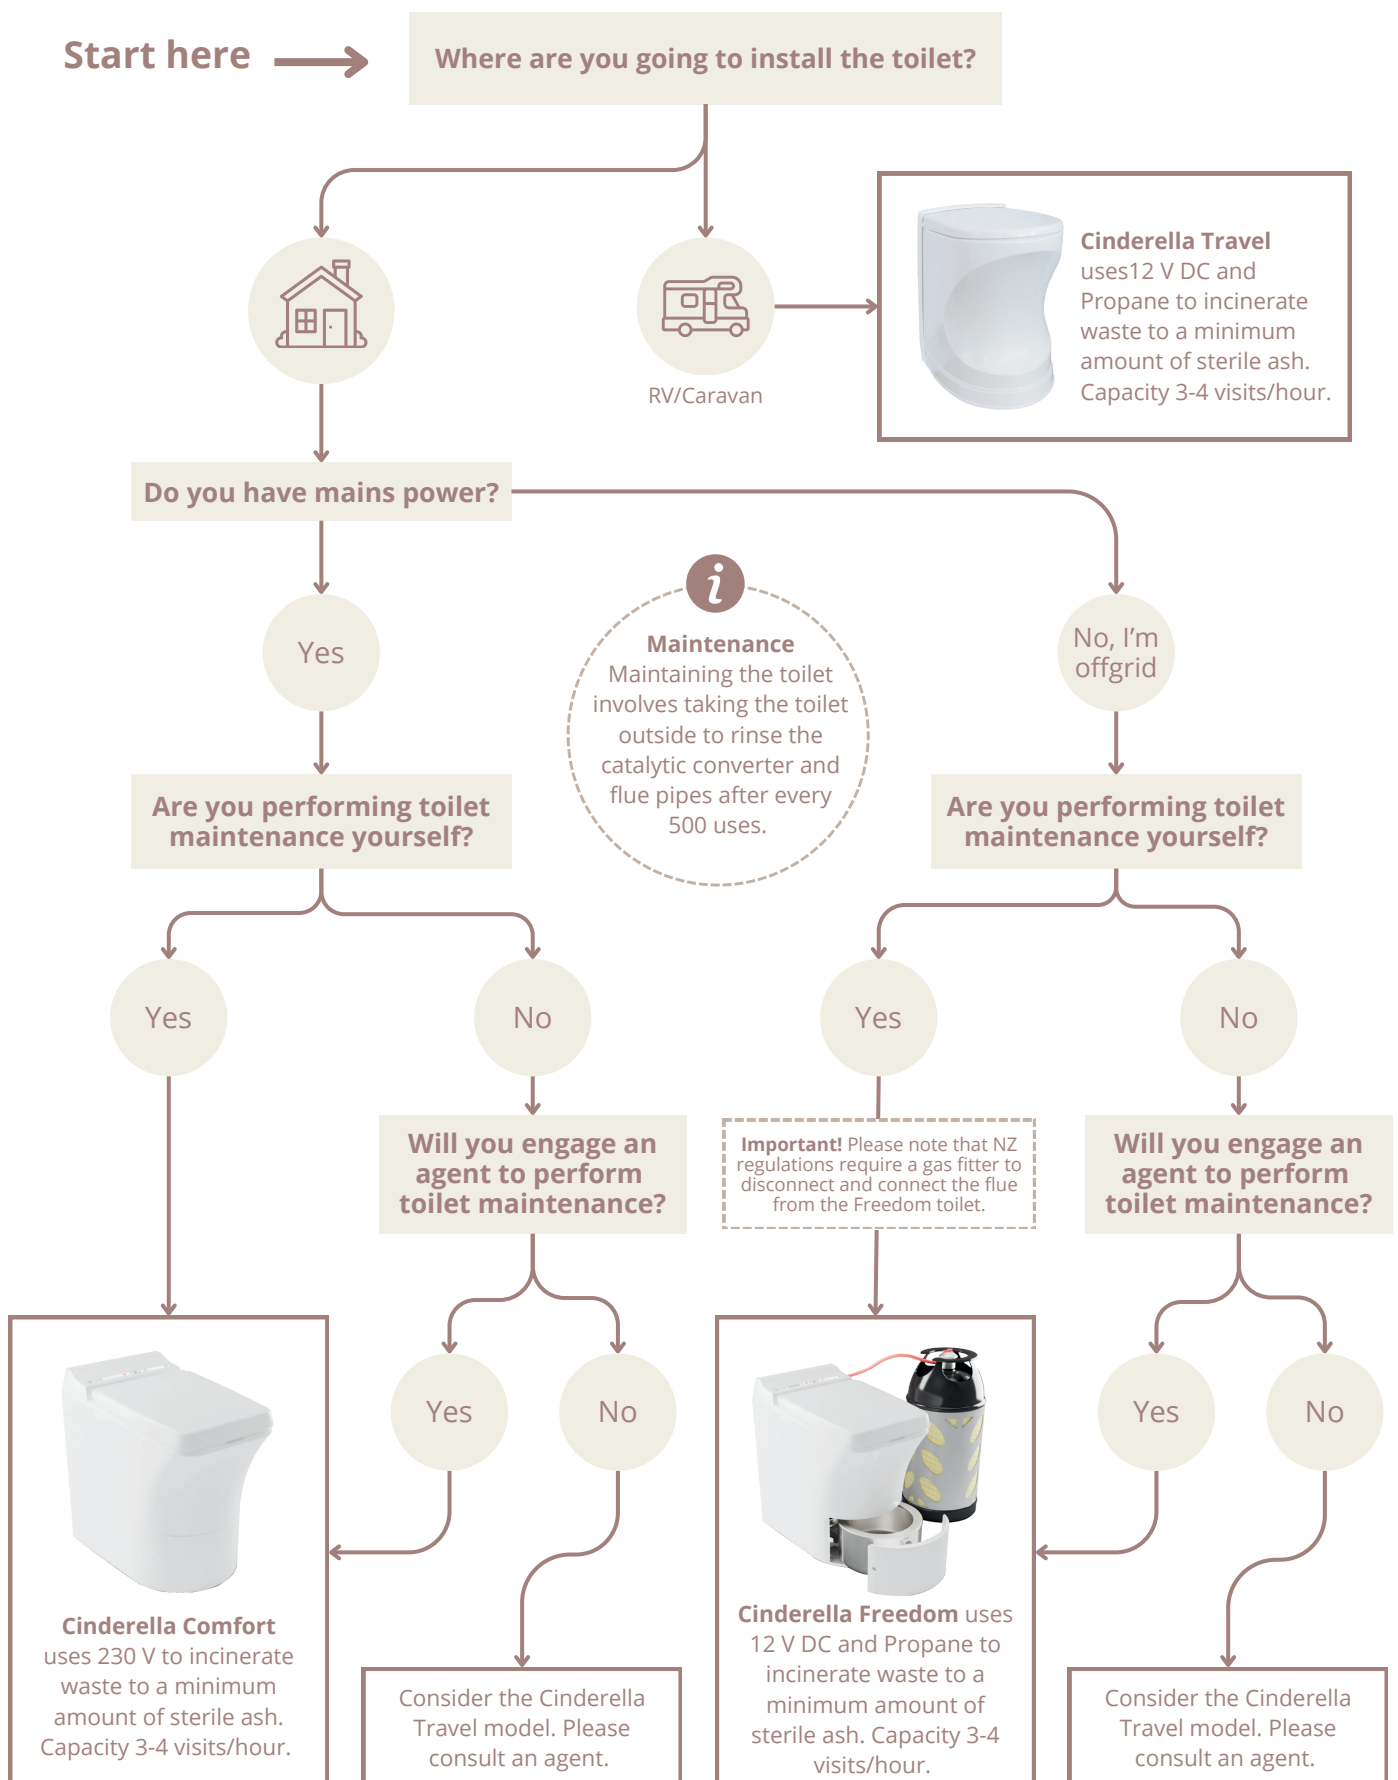 Start here
Where are you going to install the toilet?
Cinderella Travel
uses12 V DC and
Propane to incinerate
waste to a minimum
amount of sterile ash.
Capacity 3-4 visits/hour.
RV/Caravan
Do you have mains power?
Yes
i
Maintenance
Maintaining the toilet
involves taking the toilet
outside to rinse the
catalytic converter and
flue pipes after every
500 uses.
No, I'm
offgrid
Are you performing toilet
maintenance yourself?
Are you performing toilet
maintenance yourself?
Yes
No
Yes
No
Will you engage an
agent to perform
toilet maintenance?
Important! Please note that NZ
regulations require a gas fitter to
disconnect and connect the flue
from the Freedom toilet.
Will you engage an
agent to perform
toilet maintenance?
Yes
No
Yes
No
Cinderella Comfort
uses 230 V to incinerate
waste to a minimum
amount of sterile ash.
Capacity 3-4 visits/hour.
Consider the Cinderella
Travel model. Please
consult an agent.
Cinderella Freedom uses
12 V DC and Propane to
incinerate waste to a
minimum amount of
sterile ash. Capacity 3-4
visits/hour.
Consider the Cinderella
Travel model. Please
consult an agent.